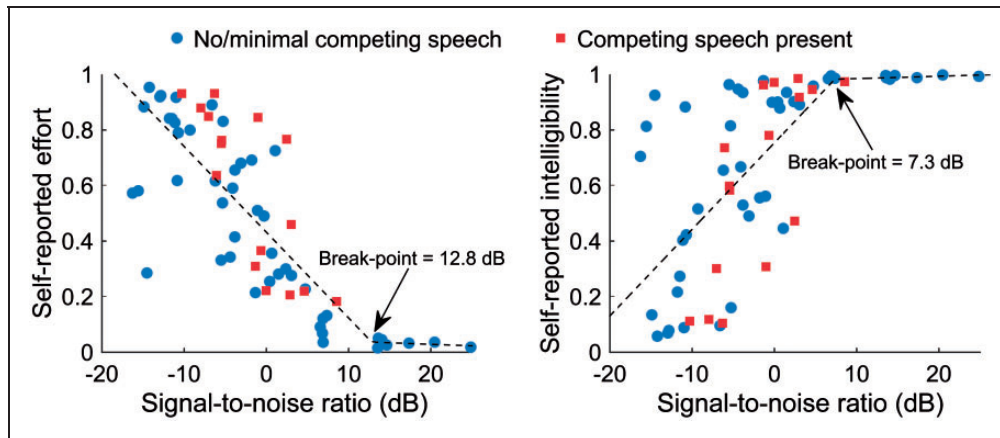 No/minimal competing speech
Competing speech present
Self-reported effort
1
0.8
0.6
0.4
0.2
0
Break-point = 12.8 dB
-20
-10
0
10
20
Signal-to-noise ratio (dB)
Self-reported intelligibility
1
0.8
0.6
0.4
0.2
0
Break-point = 7.3 dB
-20
-10
0
10
20
Signal-to-noise ratio (dB)